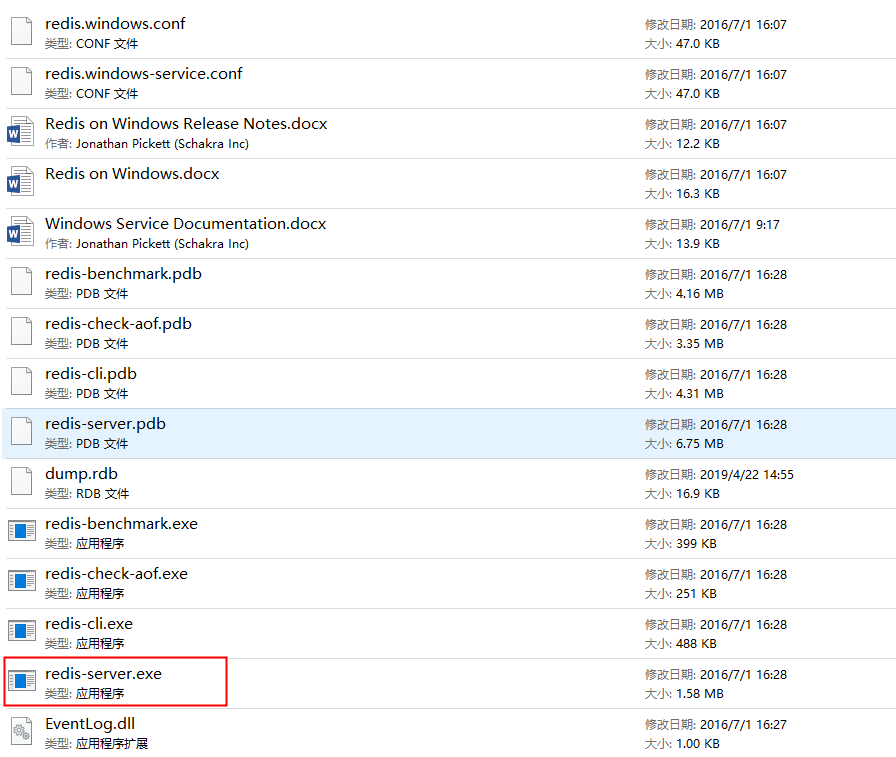 redis.windows.conf 修改日期: 2016/7/1 16:07
类型: CONF 文件 大小: 47.0 KB
redis.windows-service.conf 修改日期: 2016/7/1 16:07
类型: CONF 文件 大小: 47.0 KB
Redis on Windows Release Notes.docx 修改日期: 2016/7/1 16:07
作者: Jonathan Pickett (Schakra Inc) 大小: 12.2 KB
Redis on Windows.docx 修改日期: 2016/7/1 16:07
大小: 16.3 KB
Windows Service Documentation.docx 修改日期: 2016/7/1 9:17
作者: Jonathan Pickett (Schakra Inc) 大小: 13.9 KB
redis-benchmark.pdb 修改日期: 2016/7/1 16:28
类型: PDB 文件 大小: 4.16 MB
redis-check-aof.pdb 修改日期: 2016/7/1 16:28
类型: PDB 文件 大小: 3.35 MB
redis-cli.pdb 修改日期: 2016/7/1 16:28
类型: PDB 文件 大小: 4.31 MB
redis-server.pdb 修改日期: 2016/7/1 16:28
类型: PDB 文件 大小: 6.75 MB
dump.rdb 修改日期: 2019/4/22 14:55
类型: RDB 文件 大小: 16.9 KB
redis-benchmark.exe 修改日期: 2016/7/1 16:28
类型: 应用程序 大小: 399 KB
redis-check-aof.exe 修改日期: 2016/7/1 16:28
类型: 应用程序 大小: 251 KB
redis-cli.exe 修改日期: 2016/7/1 16:28
类型: 应用程序 大小: 488 KB
redis-server.exe 修改日期: 2016/7/1 16:28
类型: 应用程序 大小: 1.58 MB
EventLog.dll 修改日期: 2016/7/1 16:27
类型: 应用程序扩展 大小: 1.00 KB